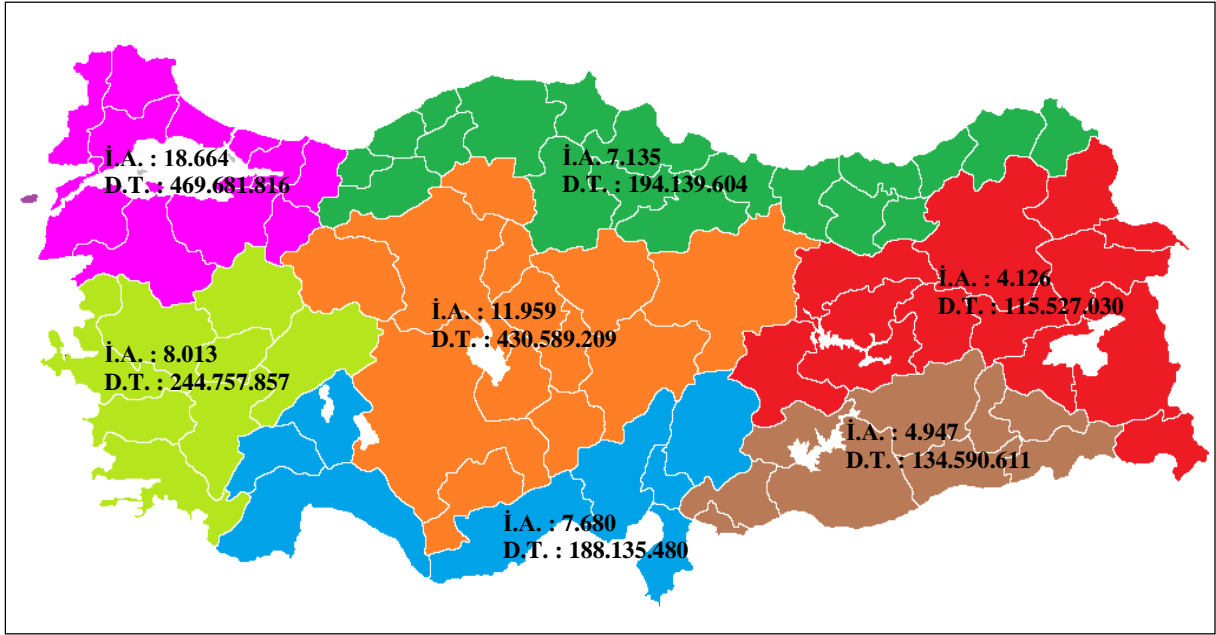 İ.A. : 18.664
D.T. : 469.681.816
İ.A. 7.135
D.T. : 194.139.604
İ.A. : 4.126
D.T. : 115.527.030
İ.A. : 11.959
D.T. : 430.589.209
İ.A. : 8.013
D.T. : 244.757.857
İ.A. : 4.947
D.T. : 134.590.611
İ.A. : 7.680
D.T. : 188.135.480